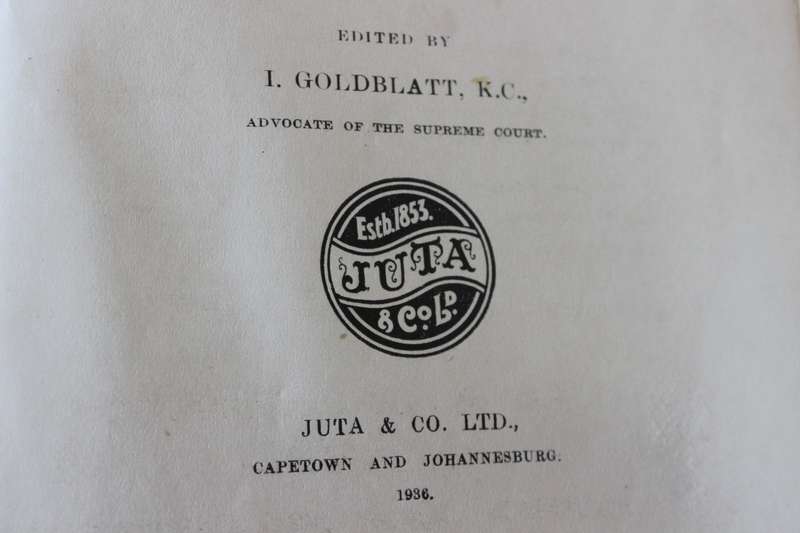 EDITED BY
I. GOLDBLATT, K.C.,
ADVOCATE OF THE SUPREME COURT.
Estb. 1853.
JUTA
& Co. LD.
JUTA & CO. LTD.,
CAPETOWN AND JOHANNESBURG.
1936.